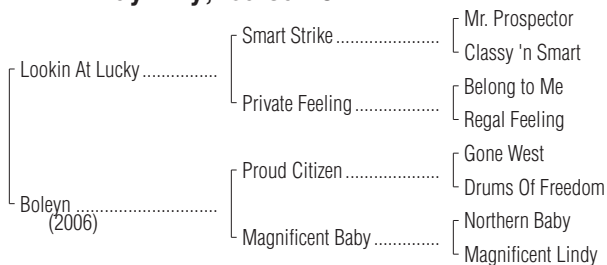 Mr. Prospector
Smart Strike ....................
Classy 'n Smart
Lookin At Lucky ...............
Belong to Me
Private Feeling .................
Regal Feeling
Gone West
Proud Citizen ...................
Drums Of Freedom
Boleyn ............................
(2006)
Northern Baby
Magnificent Baby .............
Magnificent Lindy